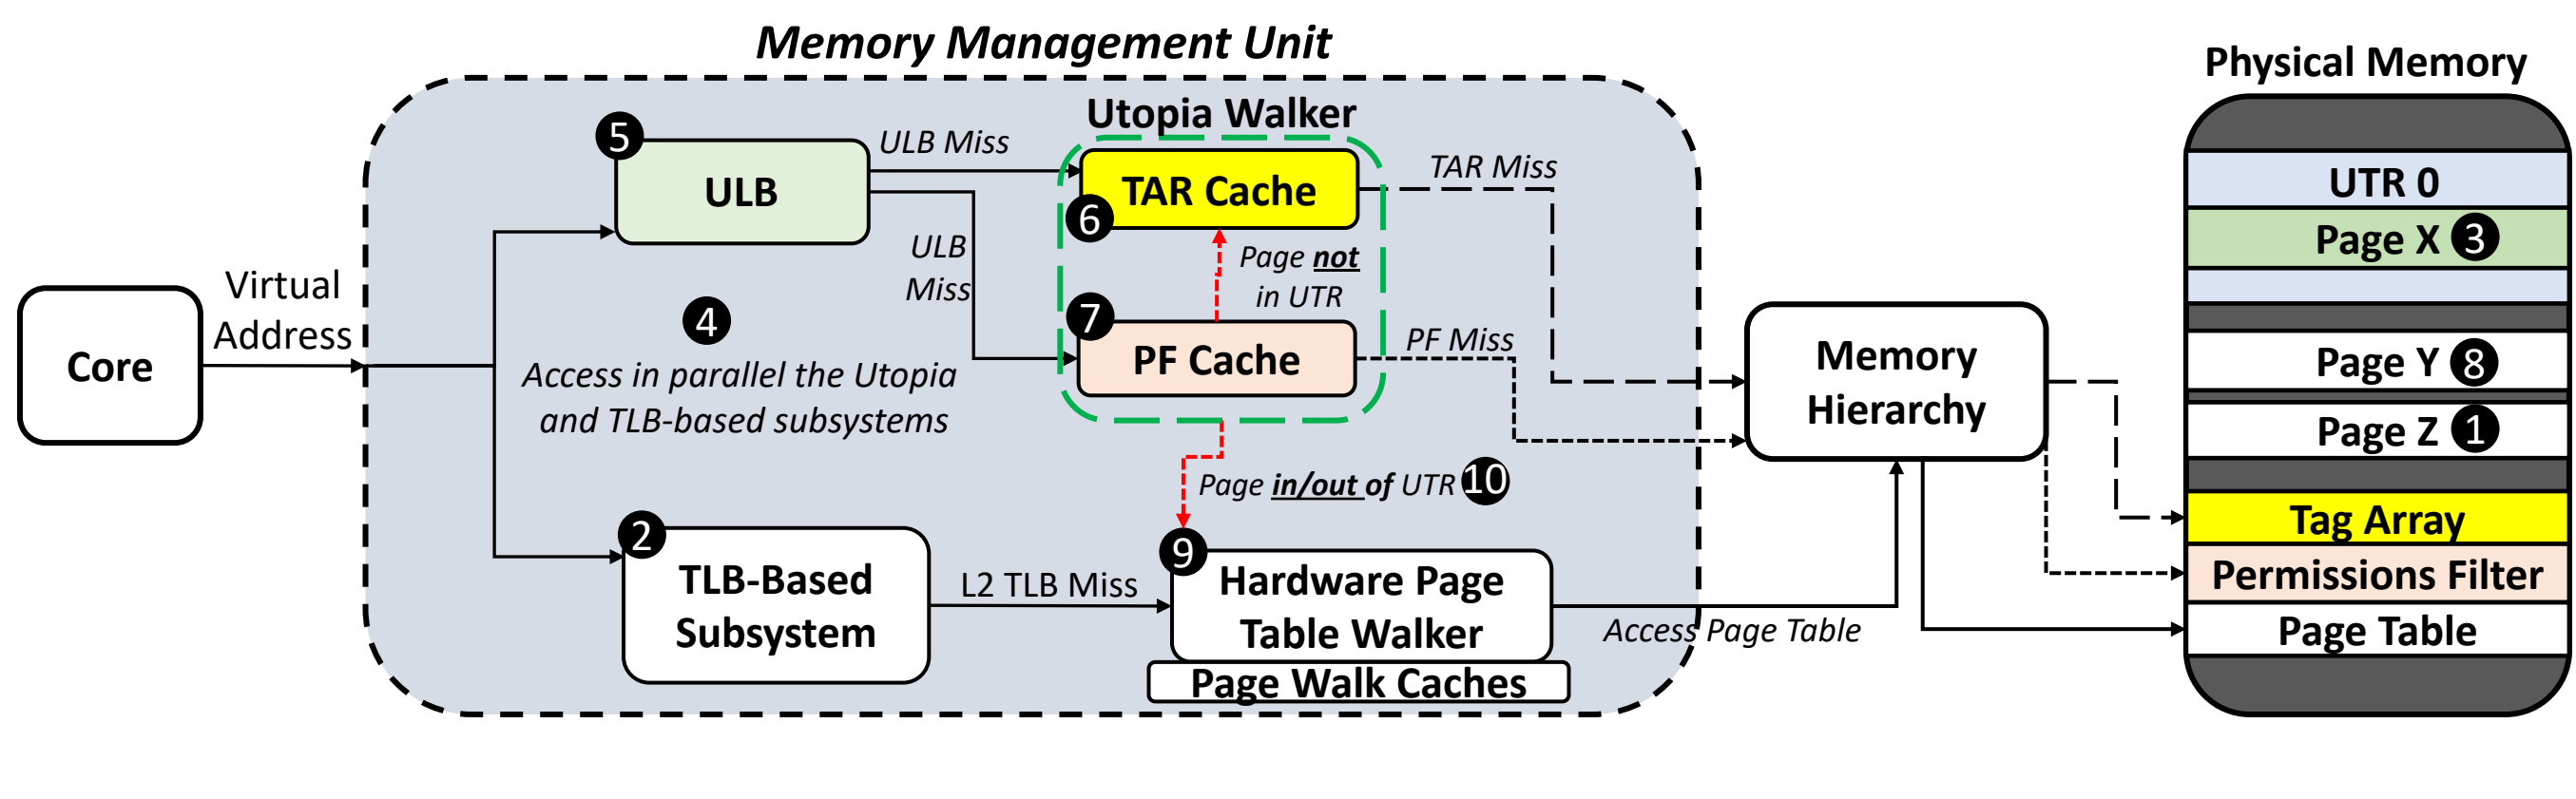 Memory Management Unit
Physical Memory
Utopia Walker
5
ULB
ULB Miss
ULB
Miss
TAR Cache
6
TAR Miss
Page not
in UTR
7
PF Cache
PF Miss
Core
Virtual
Address
4
Access in parallel the Utopia
and TLB-based subsystems
Page in/out of UTR 10
2
TLB-Based
Subsystem
L2 TLB Miss
9
Hardware Page
Table Walker
Page Walk Caches
Access Page Table
Memory
Hierarchy
UTR 0
Page X 3
Page Y 8
Page Z 1
Tag Array
Permissions Filter
Page Table